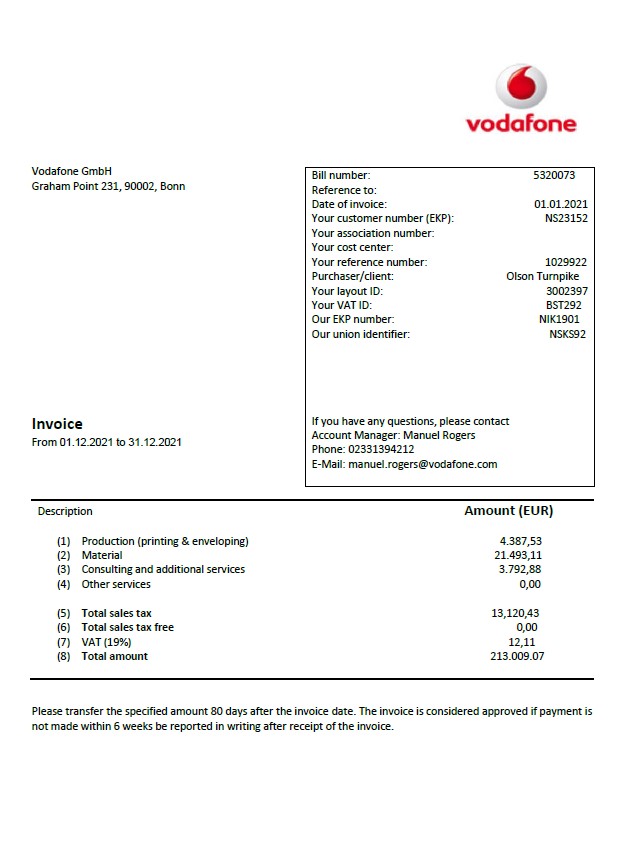 vodafone
Vodafone GmbH
Graham Point 231, 90002, Bonn
Bill number: 5320073
Reference to:
Date of invoice: 01.01.2021
Your customer number (EKP): NS23152
Your association number:
Your cost center:
Your reference number: 1029922
Purchaser/client: Olson Turnpike
Your layout ID: 3002397
Your VAT ID: BST292
Our EKP number: NIK1901
Our union identifier: NSKS92
If you have any questions, please contact
Account Manager: Manuel Rogers
Phone: 02331394212
E-Mail: manuel.rogers@vodafone.com
Invoice
From 01.12.2021 to 31.12.2021
Description Amount (EUR)
(1) Production (printing & enveloping) 4.387,53
(2) Material 21.493,11
(3) Consulting and additional services 3.792,88
(4) Other services 0,00
(5) Total sales tax 13,120,43
(6) Total sales tax free 0,00
(7) VAT (19%) 12,11
(8) Total amount 213.009.07
Please transfer the specified amount 80 days after the invoice date. The invoice is considered approved if payment is
not made within 6 weeks be reported in writing after receipt of the invoice.